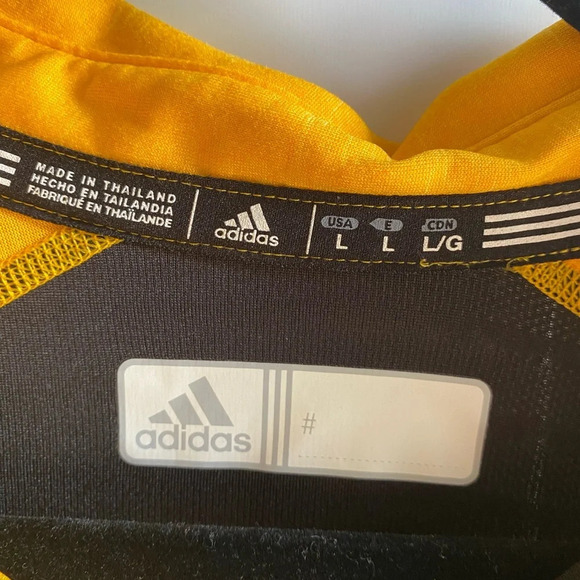 MADE IN THAILAND
HECHO EN TAILANDIA
FABRIQUÉ EN THAÏLANDE
adidas
USA E CDN
L L L/G
adidas
#